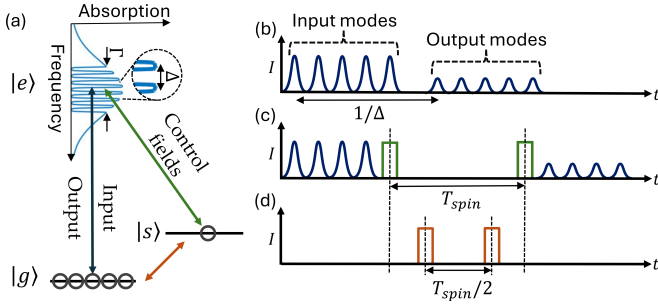 (a)
Absorption
Frequency
Γ
Δ
|e⟩
Control
fields
Output
Input
|s⟩
|g⟩
(b)
Input modes
Output modes
I
1/Δ
t
(c)
I
T_spin
t
(d)
I
T_spin/2
t